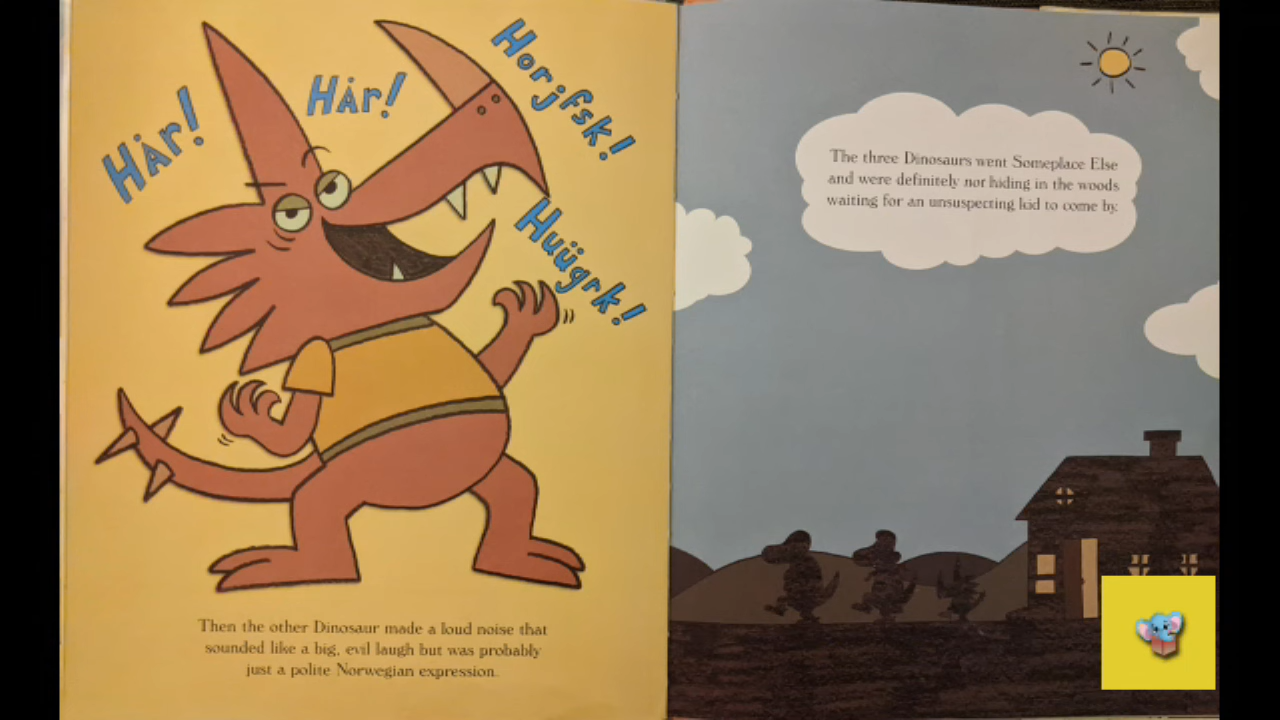 HÅr!
HÅr!
Horjfsk!
Huügrk!
Then the other Dinosaur made a loud noise that
sounded like a big, evil laugh but was probably
just a polite Norwegian expression.
The three Dinosaurs went Someplace Else
and were definitely not hiding in the woods
waiting for an unsuspecting kid to come by.